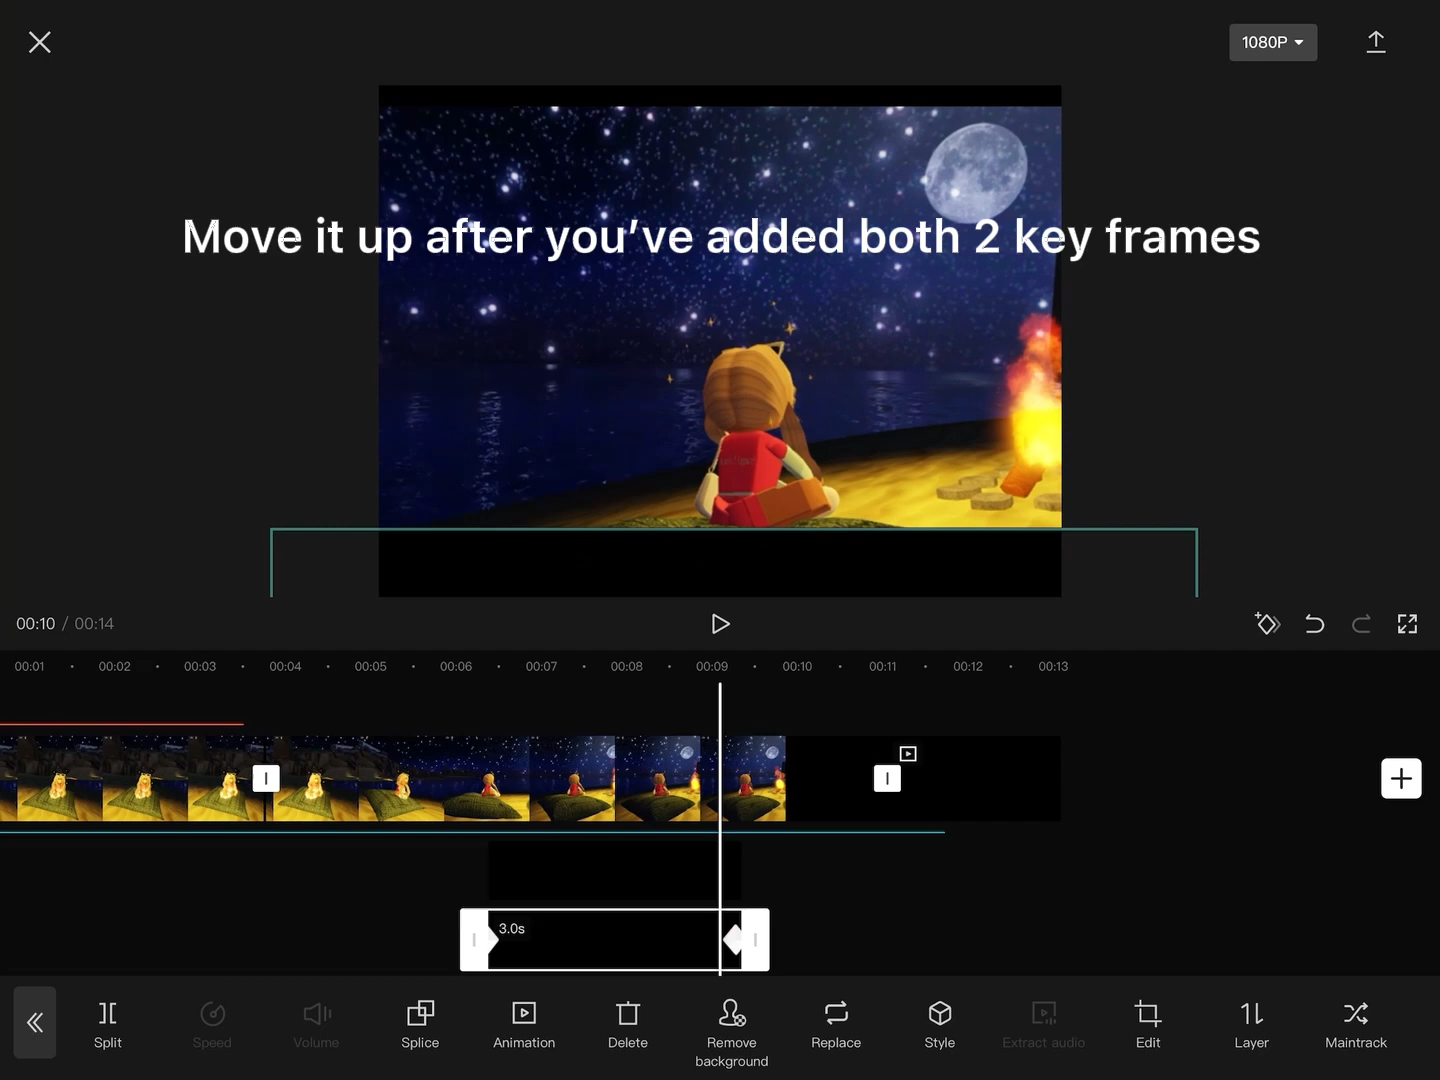 1080P
Move it up after you've added both 2 key frames
00:10 / 00:14
00:01 00:02 00:03 00:04 00:05 00:06 00:07 00:08 00:09 00:10 00:11 00:12 00:13
3.0s
Split Speed Volume Splice Animation Delete Remove background Replace Style Extract audio Edit Layer Maintrack